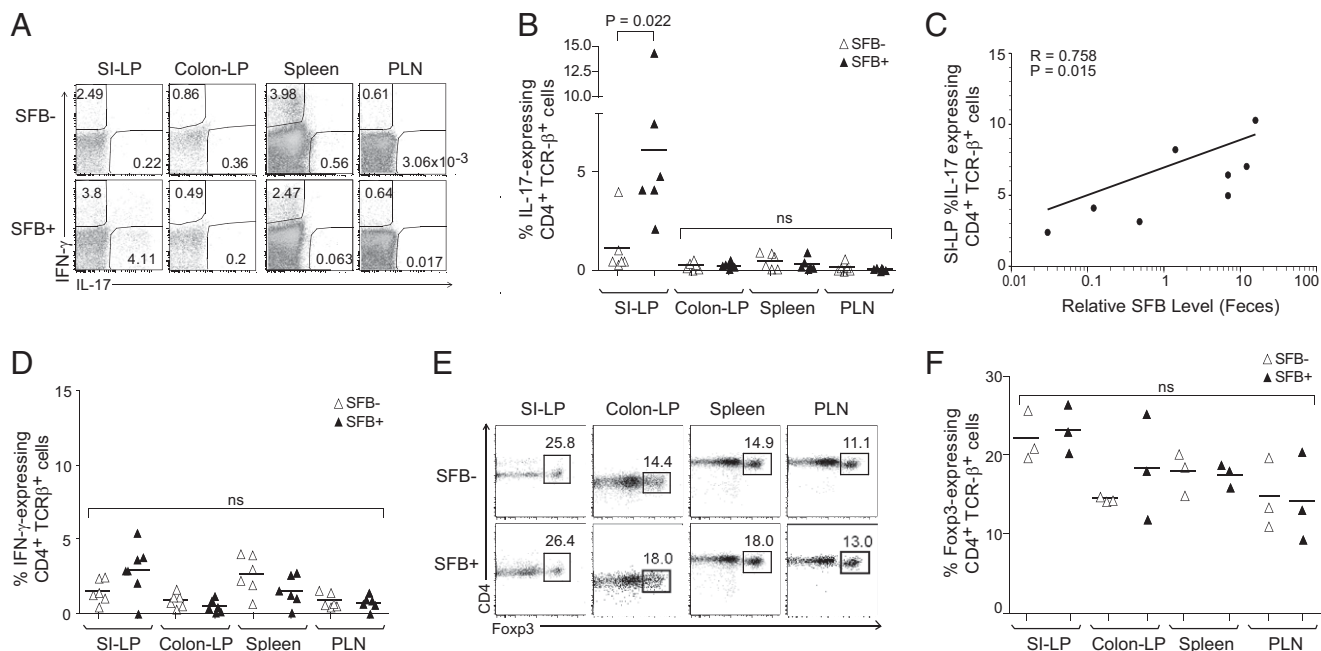 A
SI-LP Colon-LP Spleen PLN
SFB-
2.49 0.86 3.98 0.61
0.22 0.36 0.56 3.06x10-3
SFB+
3.8 0.49 2.47 0.64
4.11 0.2 0.063 0.017
IFN-γ
IL-17
B
P = 0.022
SFB-
SFB+
15.0
12.5
10.0
5
0
% IL-17-expressing
CD4+ TCR-β+ cells
ns
SI-LP Colon-LP Spleen PLN
C
R = 0.758
P = 0.015
15
10
5
0
SI-LP %IL-17 expressing
CD4+ TCR-β+ cells
0.01 0.1 1 10 100
Relative SFB Level (Feces)
D
SFB-
SFB+
15
10
5
0
% IFN-γ-expressing
CD4+ TCRβ+ cells
ns
SI-LP Colon-LP Spleen PLN
E
SI-LP Colon-LP Spleen PLN
SFB-
25.8 14.4 14.9 11.1
SFB+
26.4 18.0 18.0 13.0
CD4
Foxp3
F
SFB-
SFB+
30
20
10
0
% Foxp3-expressing
CD4+ TCR-β+ cells
ns
SI-LP Colon-LP Spleen PLN